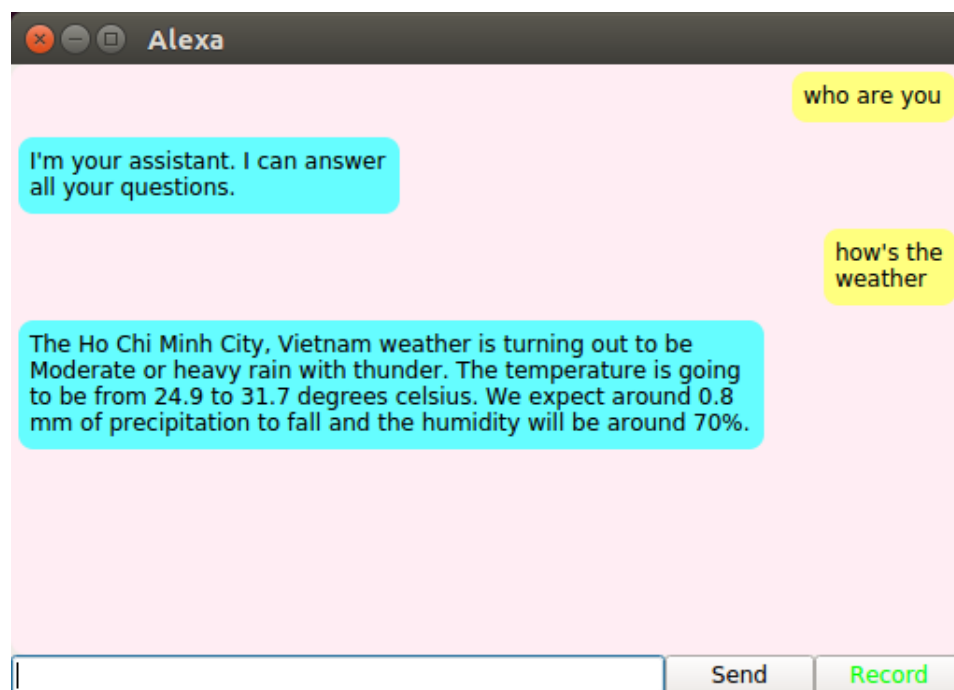 Alexa
who are you
I'm your assistant. I can answer
all your questions.
how's the
weather
The Ho Chi Minh City, Vietnam weather is turning out to be
Moderate or heavy rain with thunder. The temperature is going
to be from 24.9 to 31.7 degrees celsius. We expect around 0.8
mm of precipitation to fall and the humidity will be around 70%.
Send Record